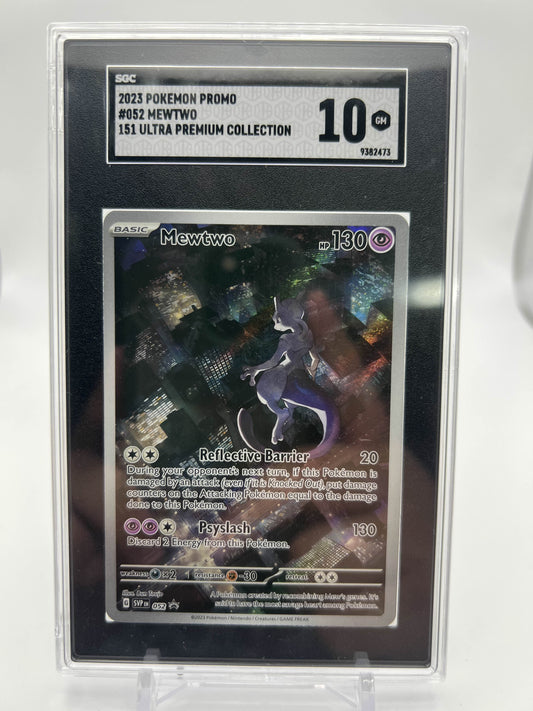 SGC
2023 POKEMON PROMO
#052 MEWTWO
151 ULTRA PREMIUM COLLECTION
10 GM
9382473
BASIC
Mewtwo HP 130
Reflective Barrier 20
During your opponent's next turn, if this Pokémon is
damaged by an attack (even if it is Knocked Out), put damage
counters on the Attacking Pokémon equal to the damage
done to this Pokémon.
Psyslash 130
Discard 2 Energy from this Pokémon.
weakness ×2 resistance -30 retreat
Illus.
SVP EN 052
A Pokémon created by recombining Mew's genes. It's
said to have the most savage heart among Pokémon.
©2023 Pokémon / Nintendo / Creatures / GAME FREAK